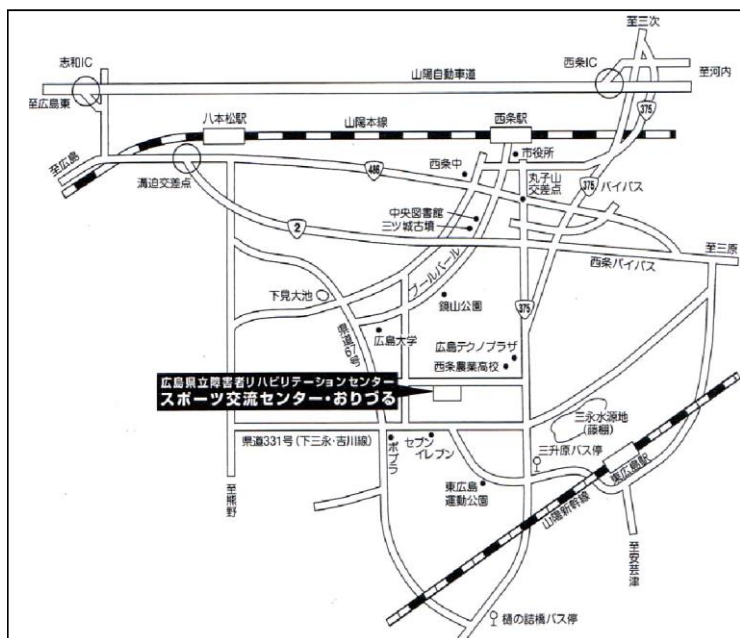 至三次
志和IC
西条IC
山陽自動車道
至河内
至広島東
375
八本松駅
山陽本線
西条駅
市役所
至広島
486
西条中
溝迫交差点
丸子山
交差点
375
バイパス
中央図書館
三ツ城古墳
2
ブールバール
至三原
西条バイパス
下見大池
鏡山公園
375
広島大学
広島テクノプラザ
西条農業高校
広島県立障害者リハビリテーションセンター
スポーツ交流センター・おりづる
三永水源地
(藤棚)
県道331号(下三永・吉川線)
ポプラ
セブン
イレブン
三升原バス停
東広島駅
至熊野
東広島
運動公園
山陽新幹線
至安芸津
樋の詰橋バス停